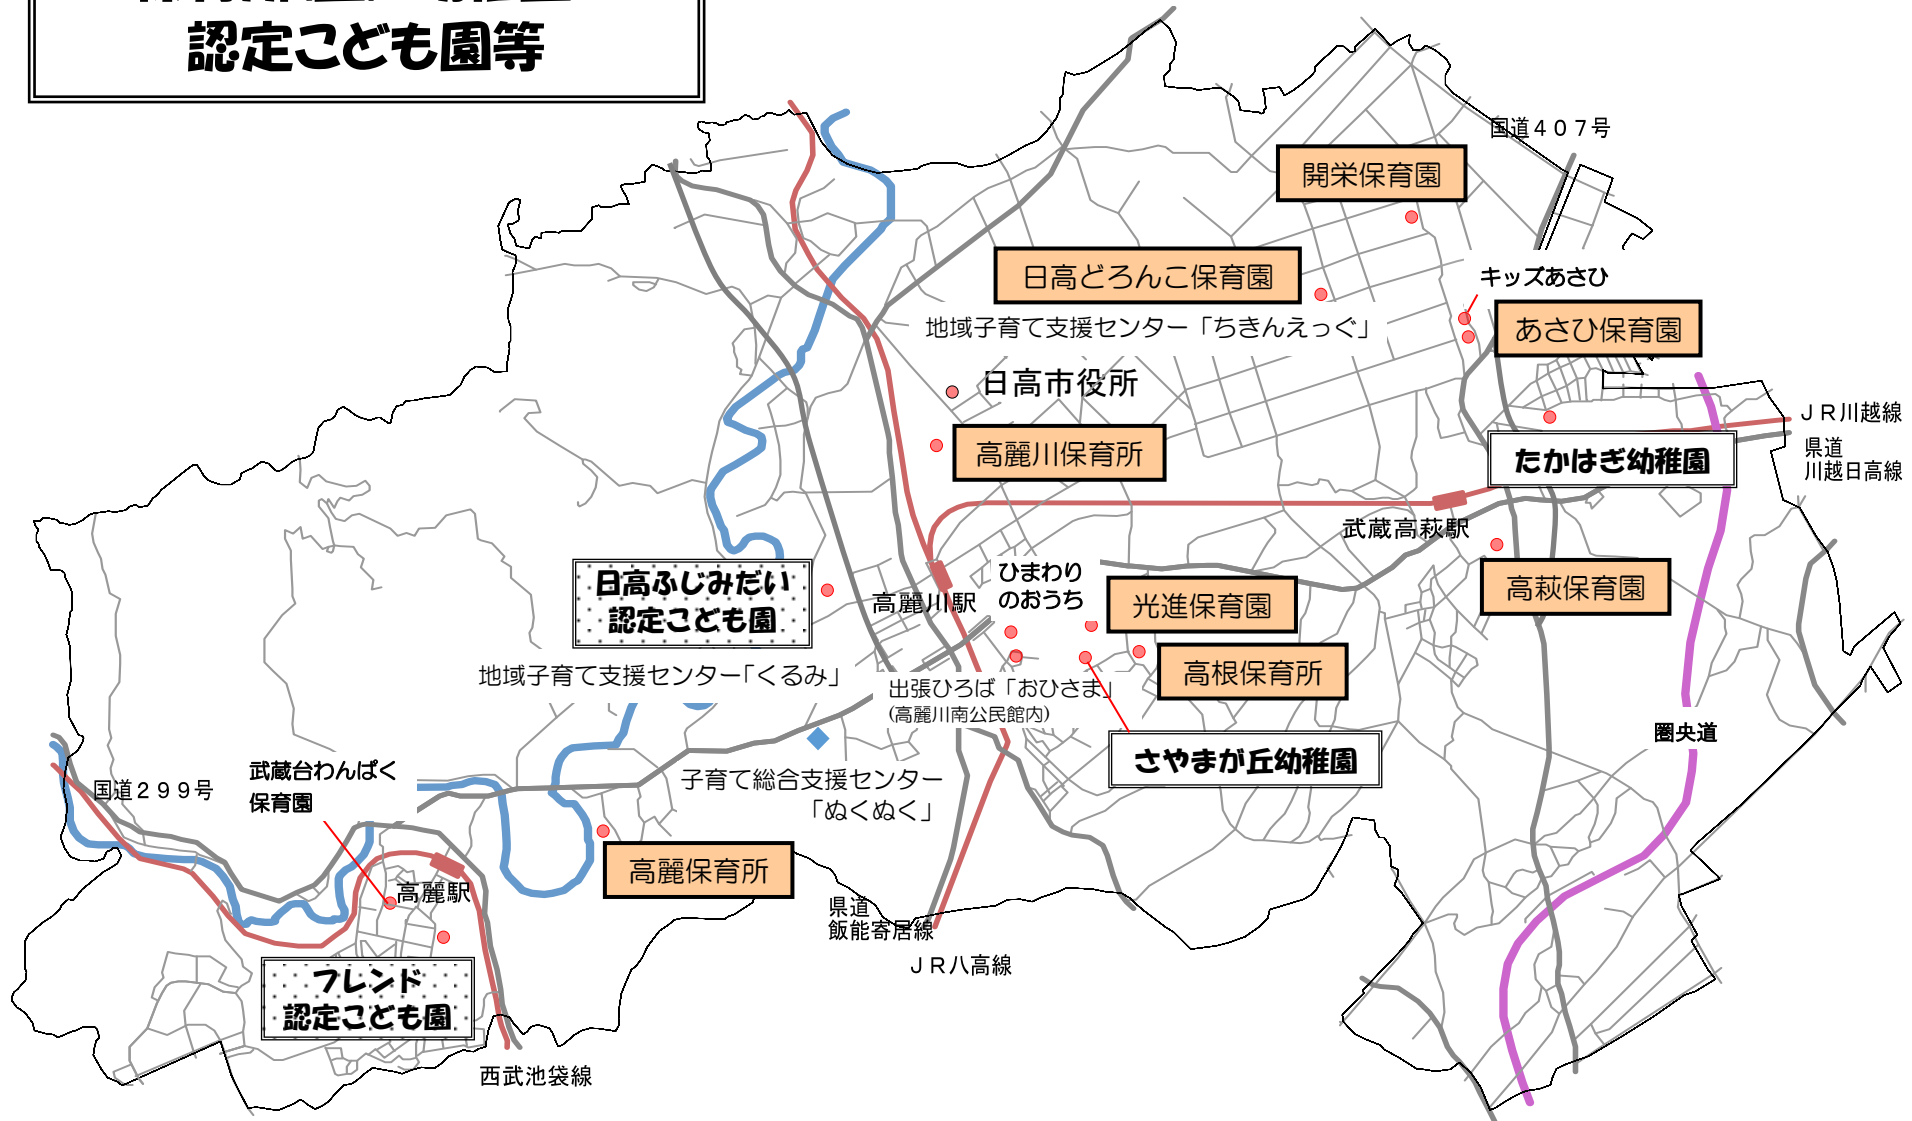 認定こども園等
国道４０７号
開栄保育園
日高どろんこ保育園
キッズあさひ
地域子育て支援センター「ちきんえっぐ」
あさひ保育園
日高市役所
ＪＲ川越線
高麗川保育所
県道
川越日高線
たかはぎ幼稚園
武蔵高萩駅
日高ふじみだい
認定こども園
高麗川駅
ひまわり
のおうち
光進保育園
高萩保育園
地域子育て支援センター「くるみ」
高根保育所
出張ひろば「おひさま」
(高麗川南公民館内)
圏央道
さやまが丘幼稚園
国道２９９号
武蔵台わんぱく
保育園
子育て総合支援センター
「ぬくぬく」
高麗保育所
高麗駅
県道
飯能寄居線
ＪＲ八高線
フレンド
認定こども園
西武池袋線